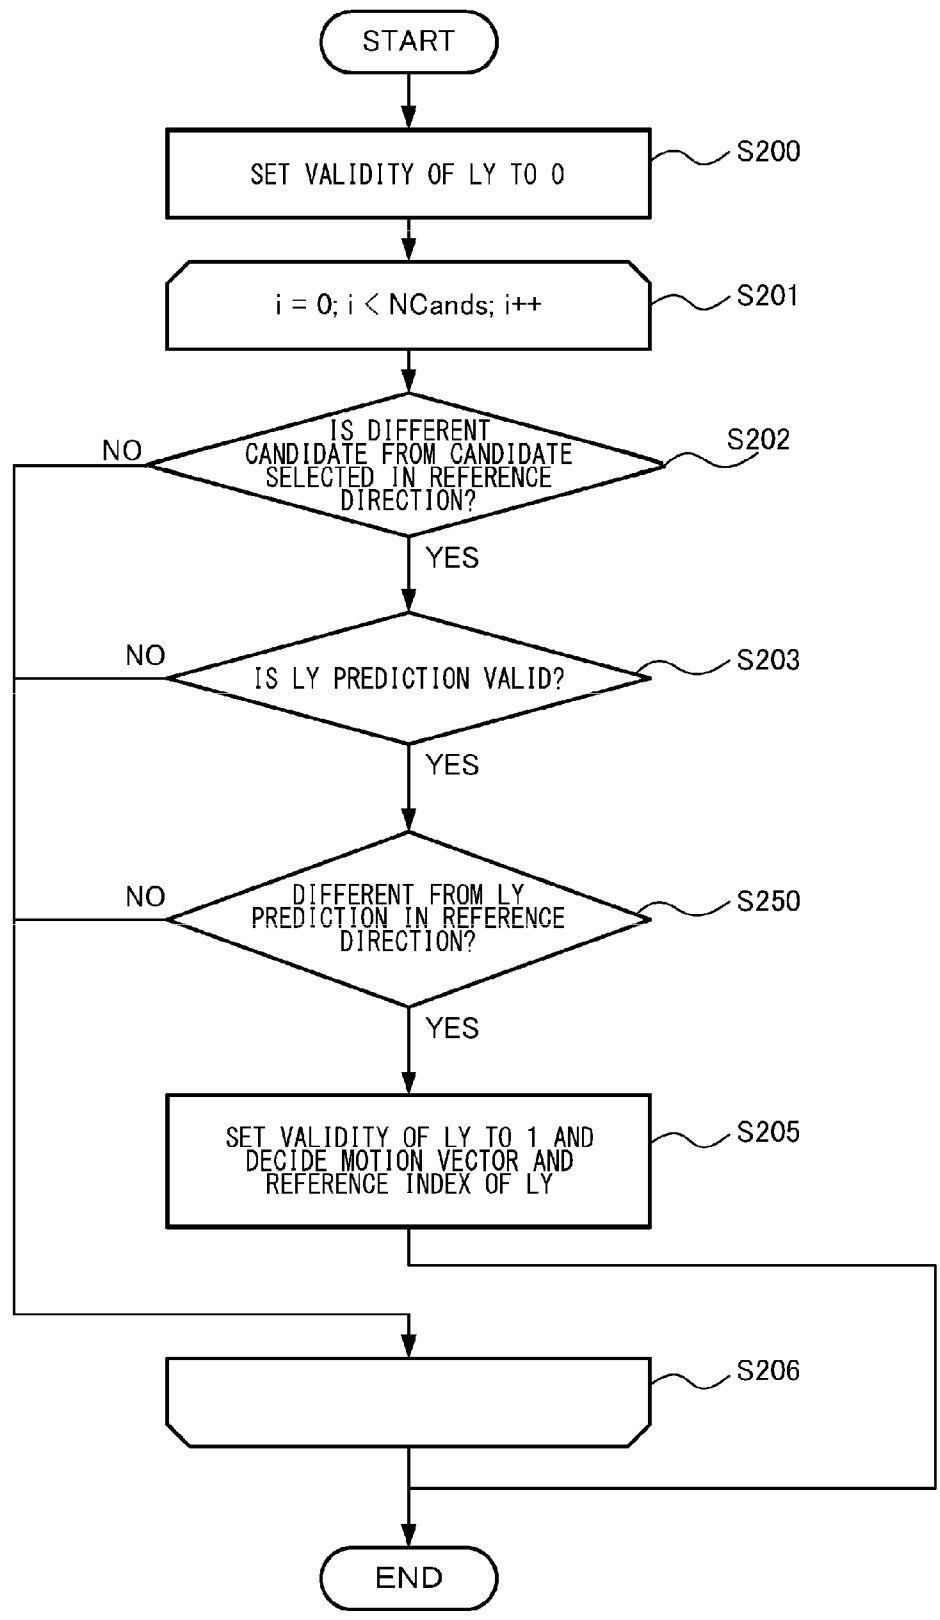 START
SET VALIDITY OF LY TO 0
S200
i = 0; i < NCands; i++
S201
IS DIFFERENT
CANDIDATE FROM CANDIDATE
SELECTED IN REFERENCE
DIRECTION?
NO
S202
YES
IS LY PREDICTION VALID?
NO
S203
YES
DIFFERENT FROM LY
PREDICTION IN REFERENCE
DIRECTION?
NO
S250
YES
SET VALIDITY OF LY TO 1 AND
DECIDE MOTION VECTOR AND
REFERENCE INDEX OF LY
S205
S206
END